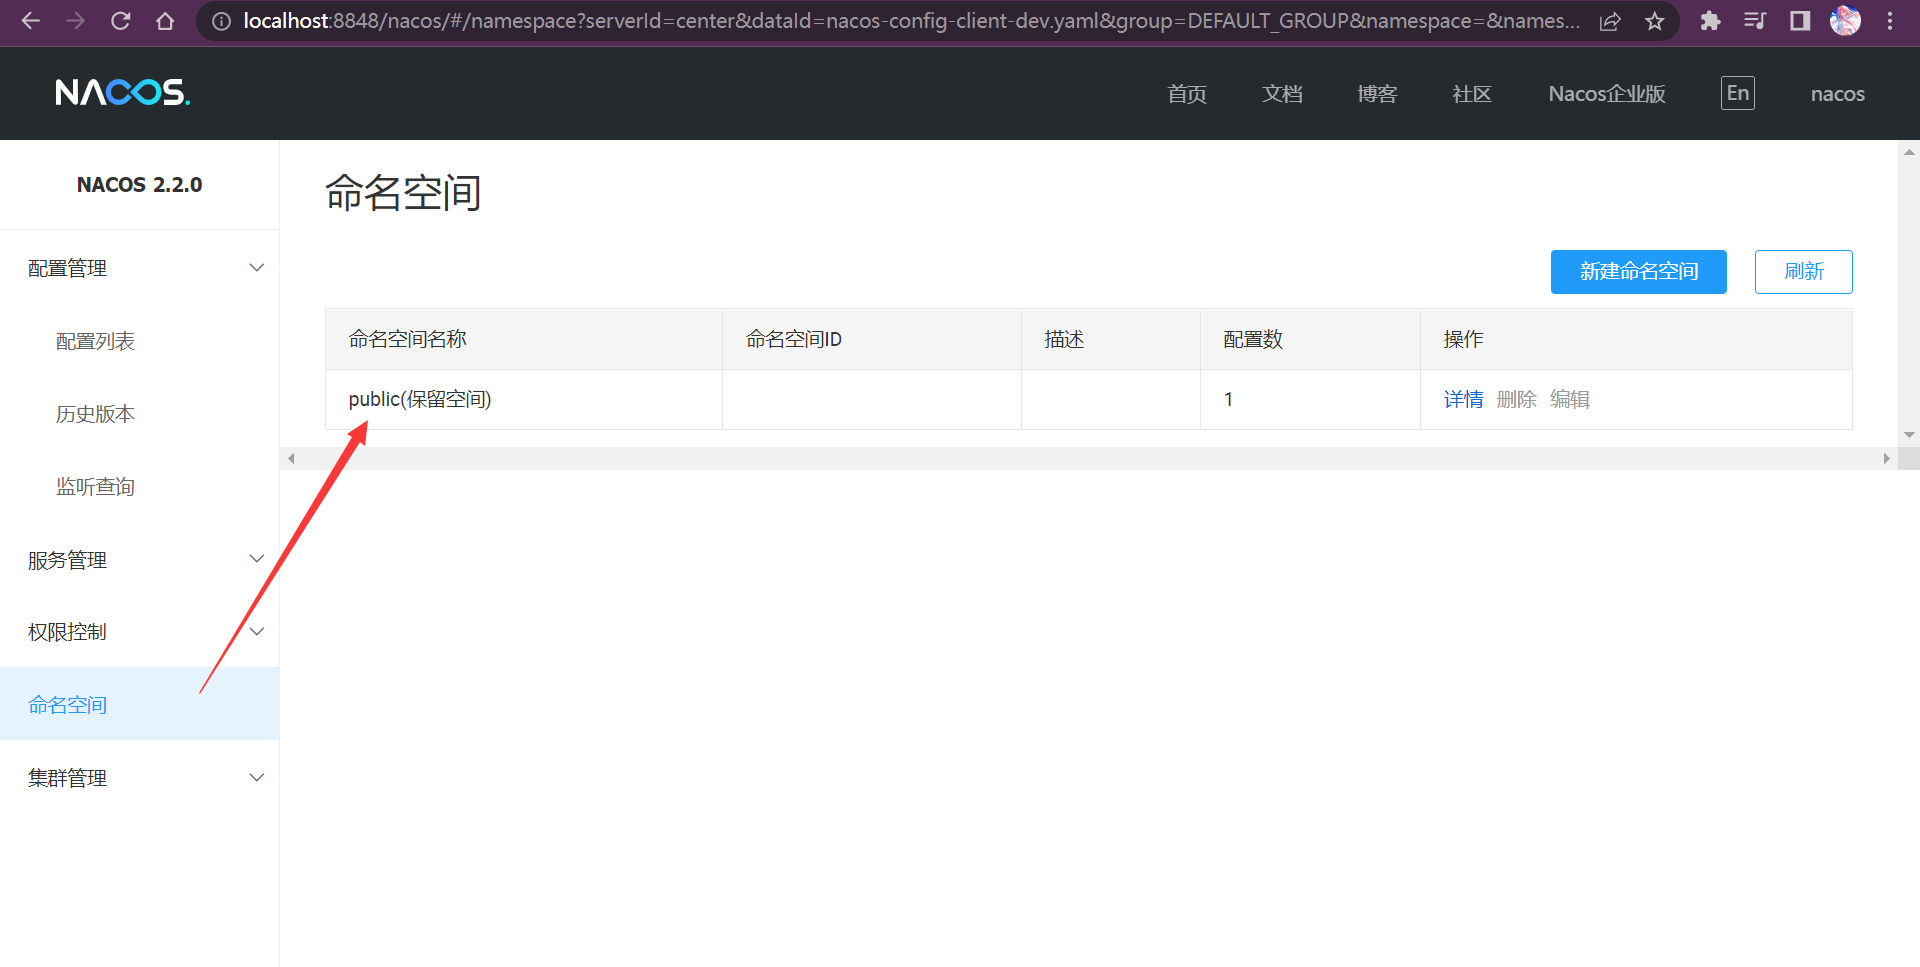 localhost:8848/nacos/#/namespace?serverId=center&dataId=nacos-config-client-dev.yaml&group=DEFAULT_GROUP&namespace=&names...
NACOS.
首页 文档 博客 社区 Nacos企业版 En nacos
NACOS 2.2.0
配置管理
配置列表
历史版本
监听查询
服务管理
权限控制
命名空间
集群管理
命名空间
新建命名空间 刷新
命名空间名称 命名空间ID 描述 配置数 操作
public(保留空间) 1 详情 删除 编辑